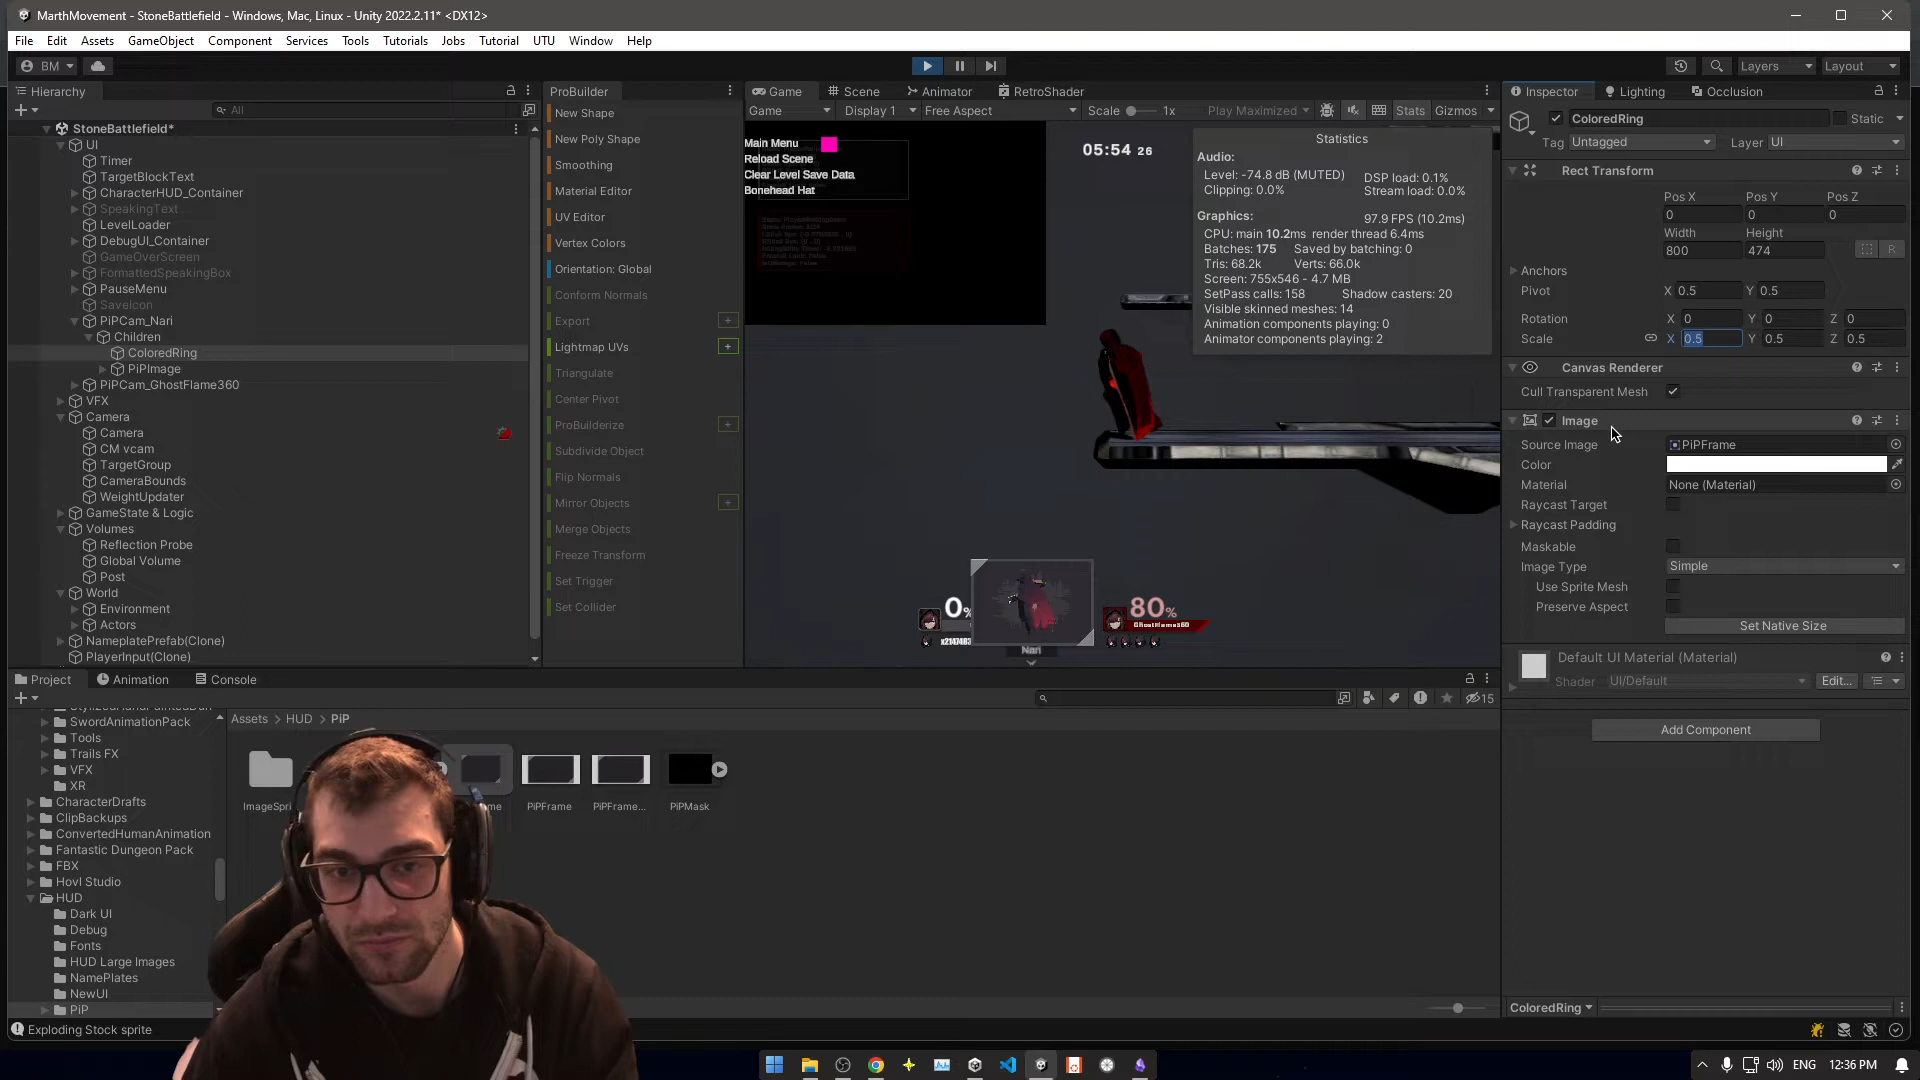 MarthMovement - StoneBattlefield - Windows, Mac, Linux - Unity 2022.2.11* <DX12>
File Edit Assets GameObject Component Services Tools Tutorials Jobs Tutorial UTU Window Help
BM
Layers Layout
Hierarchy
All
StoneBattlefield*
UI
Timer
TargetBlockText
CharacterHUD_Container
SpeakingText
LevelLoader
DebugUI_Container
GameOverScreen
FormattedSpeakingBox
PauseMenu
SaveIcon
PiPCam_Nari
Children
ColoredRing
PiPImage
PiPCam_GhostFlame360
VFX
Camera
Camera
CM vcam
TargetGroup
CameraBounds
WeightUpdater
GameState & Logic
Volumes
Reflection Probe
Global Volume
Post
World
Environment
Actors
NameplatePrefab(Clone)
PlayerInput(Clone)
ProBuilder
New Shape
New Poly Shape
Smoothing
Material Editor
UV Editor
Vertex Colors
Orientation: Global
Conform Normals
Export
Lightmap UVs
Triangulate
Center Pivot
ProBuilderize
Subdivide Object
Flip Normals
Mirror Objects
Merge Objects
Freeze Transform
Set Trigger
Set Collider
Game Scene Animator RetroShader
Game Display 1 Free Aspect Scale 1x Play Maximized Stats Gizmos
Main Menu
Reload Scene
Clear Level Save Data
Bonehead Hat
05:54 26
Statistics
Audio:
Level: -74.8 dB (MUTED) DSP load: 0.1%
Clipping: 0.0% Stream load: 0.0%
Graphics: 97.9 FPS (10.2ms)
CPU: main 10.2ms render thread 6.4ms
Batches: 175 Saved by batching: 0
Tris: 68.2k Verts: 66.0k
Screen: 755x546 - 4.7 MB
SetPass calls: 158 Shadow casters: 20
Visible skinned meshes: 14
Animation components playing: 0
Animator components playing: 2
0%
80%
GhostFlame360
Nari
Inspector Lighting Occlusion
ColoredRing Static
Tag Untagged Layer UI
Rect Transform
Pos X Pos Y Pos Z
0 0 0
Width Height
800 474 R
Anchors
Pivot X 0.5 Y 0.5
Rotation X 0 Y 0 Z 0
Scale X 0.5 Y 0.5 Z 0.5
Canvas Renderer
Cull Transparent Mesh
Image
Source Image PiPFrame
Color
Material None (Material)
Raycast Target
Raycast Padding
Maskable
Image Type Simple
Use Sprite Mesh
Preserve Aspect
Set Native Size
Default UI Material (Material)
Shader UI/Default Edit...
Add Component
ColoredRing
Project Animation Console
15
SwordAnimationPack
Tools
Trails FX
VFX
XR
CharacterDrafts
ClipBackups
ConvertedHumanAnimation
Fantastic Dungeon Pack
FBX
Hovl Studio
HUD
Dark UI
Debug
Fonts
HUD Large Images
NamePlates
NewUI
PiP
Assets > HUD > PiP
ImageSpri
PiPFrame
PiPFrame...
PiPMask
Exploding Stock sprite
ENG 12:36 PM